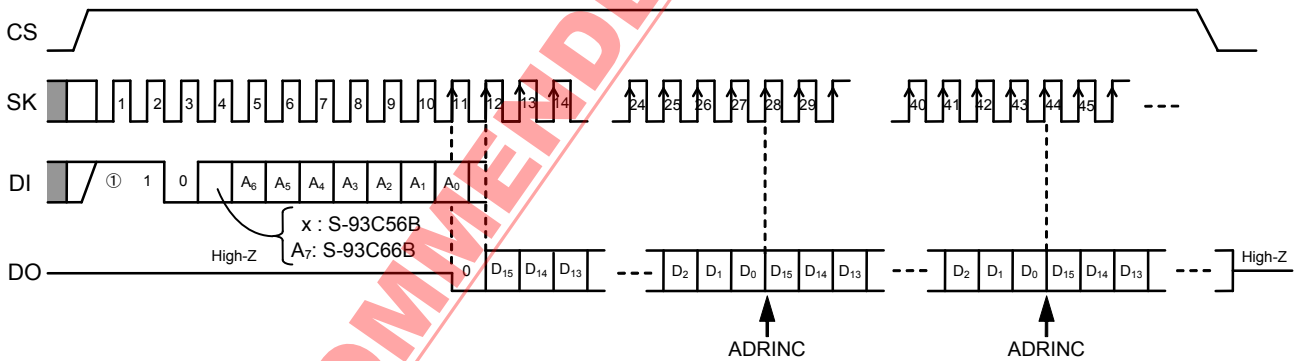 CS
SK 1 2 3 4 5 6 7 8 9 10 11 12 13 14 24 25 26 27 28 29 40 41 42 43 44 45
DI ① 1 0 A₆ A₅ A₄ A₃ A₂ A₁ A₀
x : S-93C56B
A₇: S-93C66B
High-Z
DO 0 D₁₅ D₁₄ D₁₃ D₂ D₁ D₀ D₁₅ D₁₄ D₁₃ D₂ D₁ D₀ D₁₅ D₁₄ D₁₃ High-Z
ADRINC ADRINC